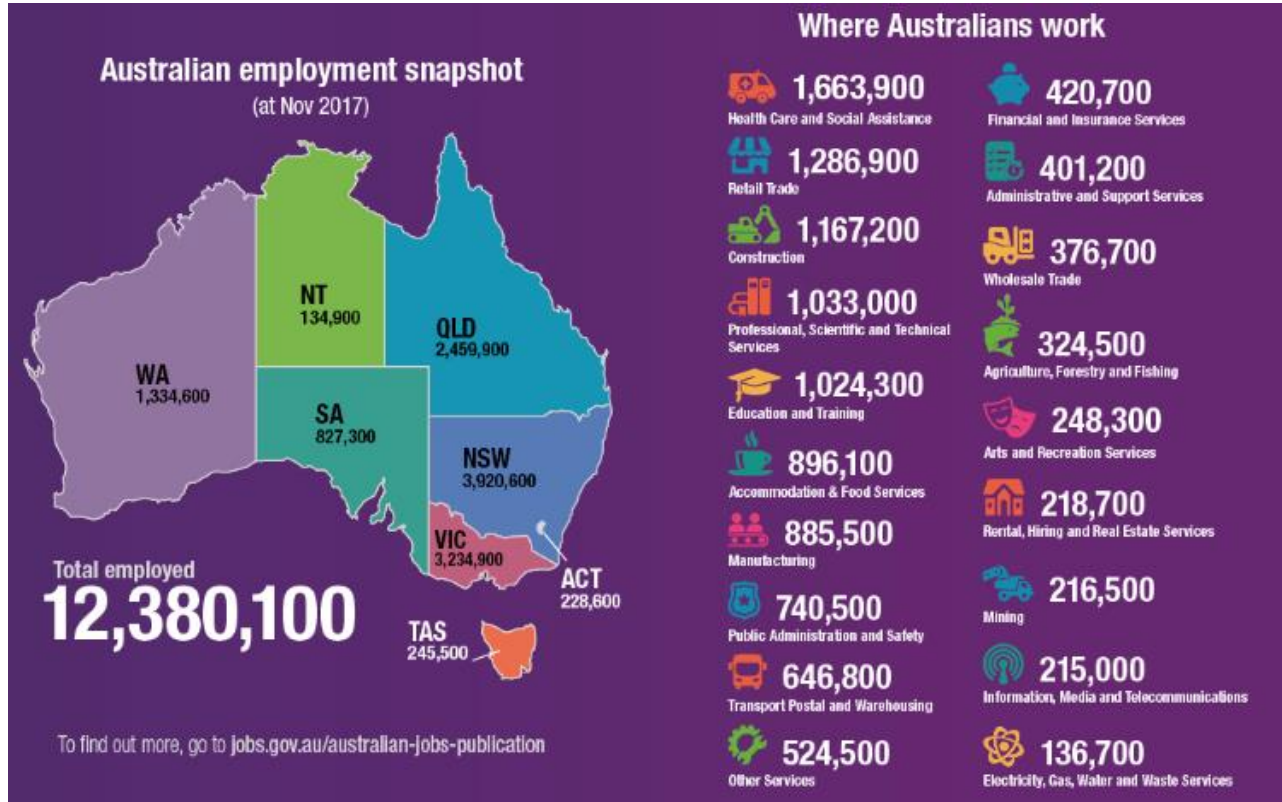 Australian employment snapshot
(at Nov 2017)
NT
134,900
QLD
2,459,900
WA
1,334,600
SA
827,300
NSW
3,920,600
VIC
3,234,900
ACT
228,600
TAS
245,500
Total employed
12,380,100
To find out more, go to jobs.gov.au/australian-jobs-publication
Where Australians work
1,663,900
Health Care and Social Assistance
1,286,900
Retail Trade
1,167,200
Construction
1,033,000
Professional, Scientific and Technical
Services
1,024,300
Education and Training
896,100
Accommodation & Food Services
885,500
Manufacturing
740,500
Public Administration and Safety
646,800
Transport Postal and Warehousing
524,500
Other Services
420,700
Financial and Insurance Services
401,200
Administrative and Support Services
376,700
Wholesale Trade
324,500
Agriculture, Forestry and Fishing
248,300
Arts and Recreation Services
218,700
Rental, Hiring and Real Estate Services
216,500
Mining
215,000
Information, Media and Telecommunications
136,700
Electricity, Gas, Water and Waste Services